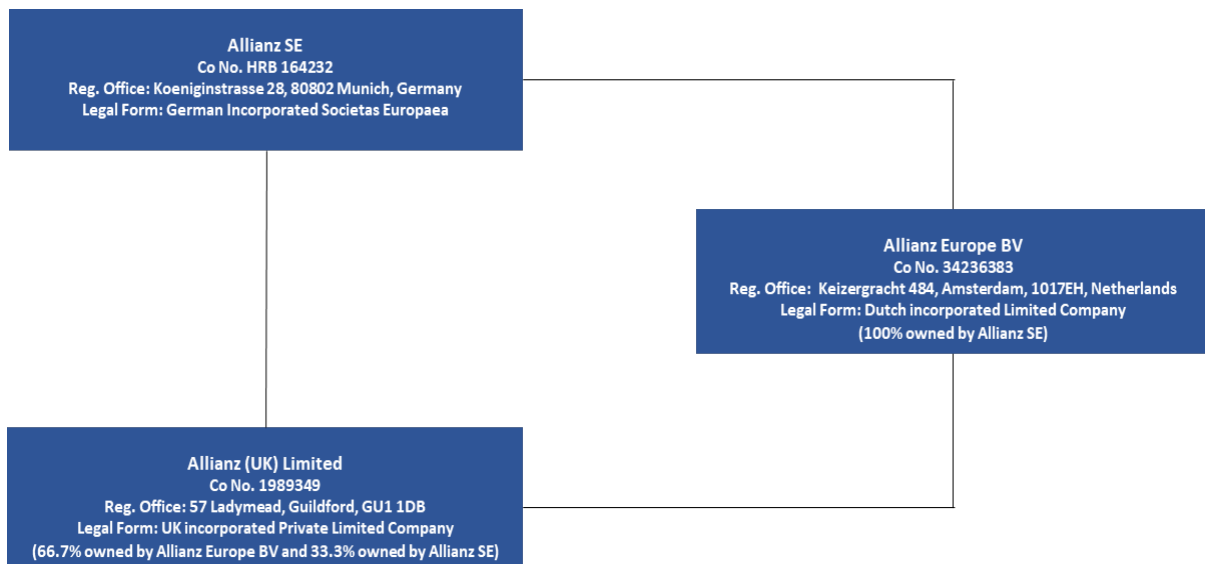 Allianz SE
Co No. HRB 164232
Reg. Office: Koeniginstrasse 28, 80802 Munich, Germany
Legal Form: German Incorporated Societas Europaea
Allianz Europe BV
Co No. 34236383
Reg. Office: Keizergracht 484, Amsterdam, 1017EH, Netherlands
Legal Form: Dutch incorporated Limited Company
(100% owned by Allianz SE)
Allianz (UK) Limited
Co No. 1989349
Reg. Office: 57 Ladymead, Guildford, GU1 1DB
Legal Form: UK incorporated Private Limited Company
(66.7% owned by Allianz Europe BV and 33.3% owned by Allianz SE)